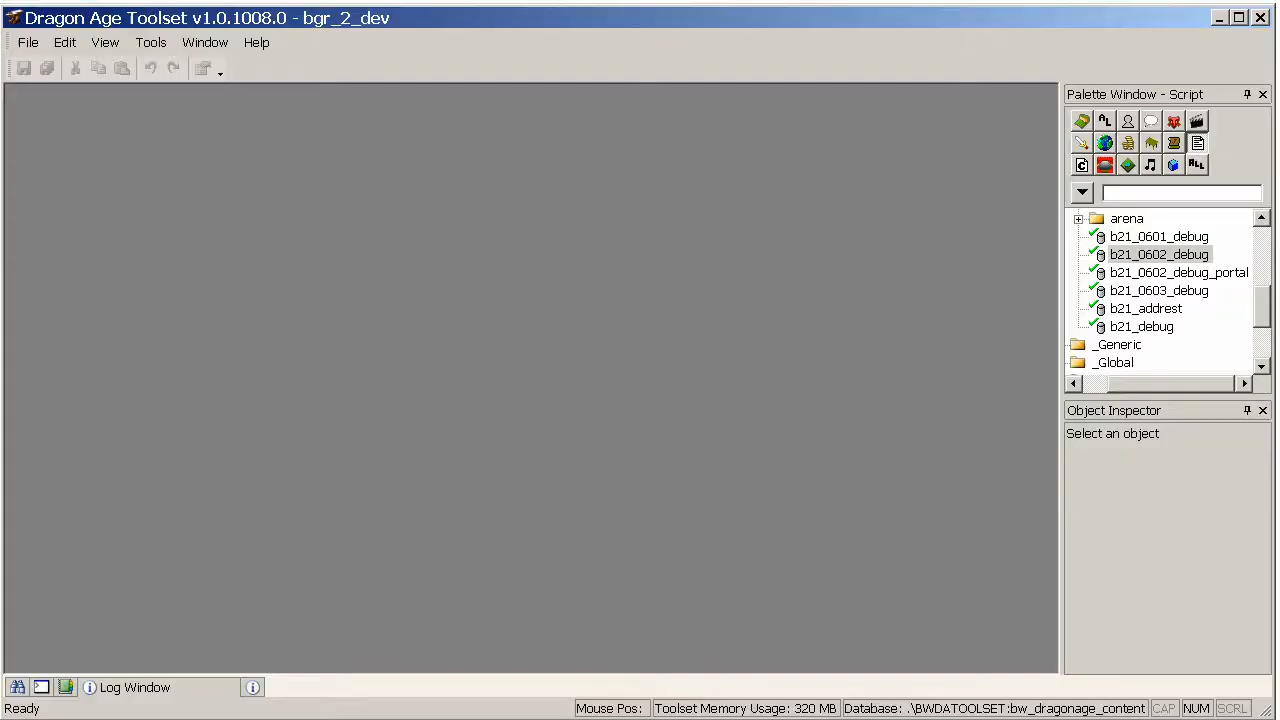 Dragon Age Toolset v1.0.1008.0 - bgr_2_dev
File Edit View Tools Window Help
Palette Window - Script
AL
C
ALL
arena
b21_0601_debug
b21_0602_debug
b21_0602_debug_portal
b21_0603_debug
b21_addrest
b21_debug
_Generic
_Global
Object Inspector
Select an object
Log Window
Ready
Mouse Pos: Toolset Memory Usage: 320 MB Database: .\BWDATOOLSET:bw_dragonage_content CAP NUM SCRL